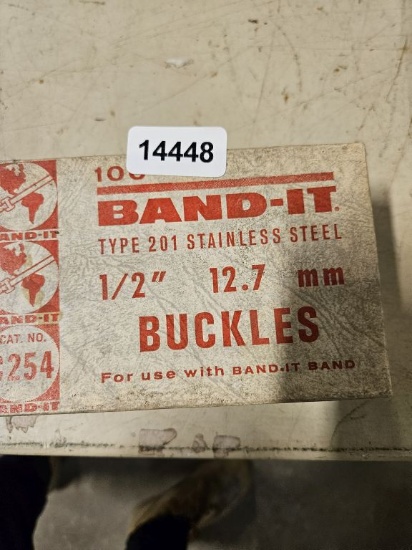 14448
100
BAND-IT
TYPE 201 STAINLESS STEEL
1/2" 12.7 mm
BUCKLES
For use with BAND-IT BAND
BAND-IT
BAND-IT
CAT. NO.
C254
BAND-IT